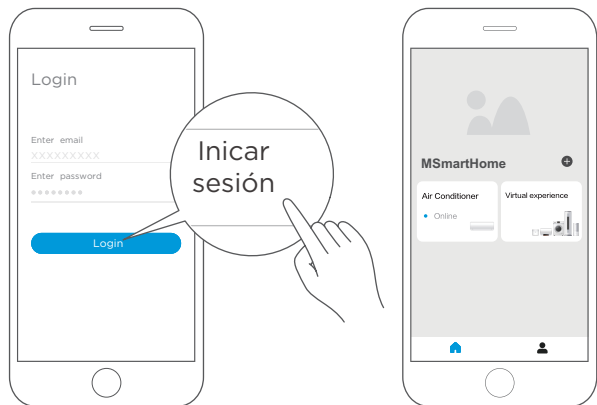 Login
Enter email
XXXXXXXXX
Enter password
Login
Inicar
sesión
MSmartHome
Air Conditioner
Online
Virtual experience